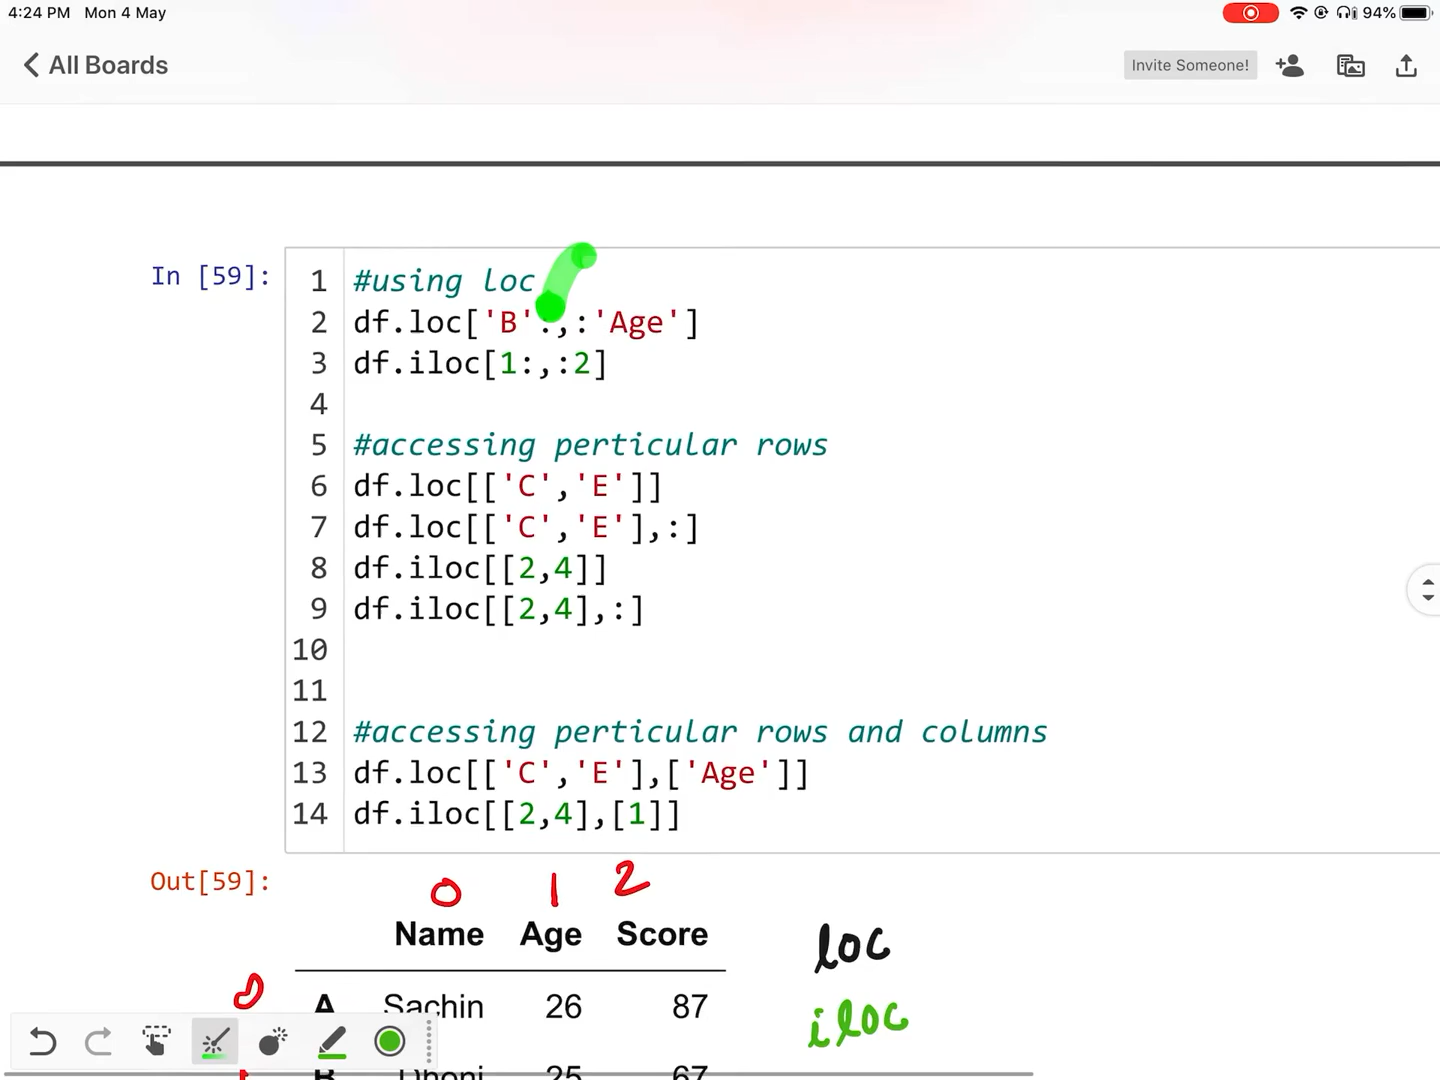 4:24 PM Mon 4 May 94%
All Boards Invite Someone!
In [59]:
1 #using loc
2 df.loc['B':,:'Age']
3 df.iloc[1:,:2]
4
5 #accessing perticular rows
6 df.loc[['C','E']]
7 df.loc[['C','E'],:]
8 df.iloc[[2,4]]
9 df.iloc[[2,4],:]
10
11
12 #accessing perticular rows and columns
13 df.loc[['C','E'],['Age']]
14 df.iloc[[2,4],[1]]
Out[59]:
0 1 2
Name Age Score
loc
0 A Sachin 26 87
iloc
B Dhoni 25 67